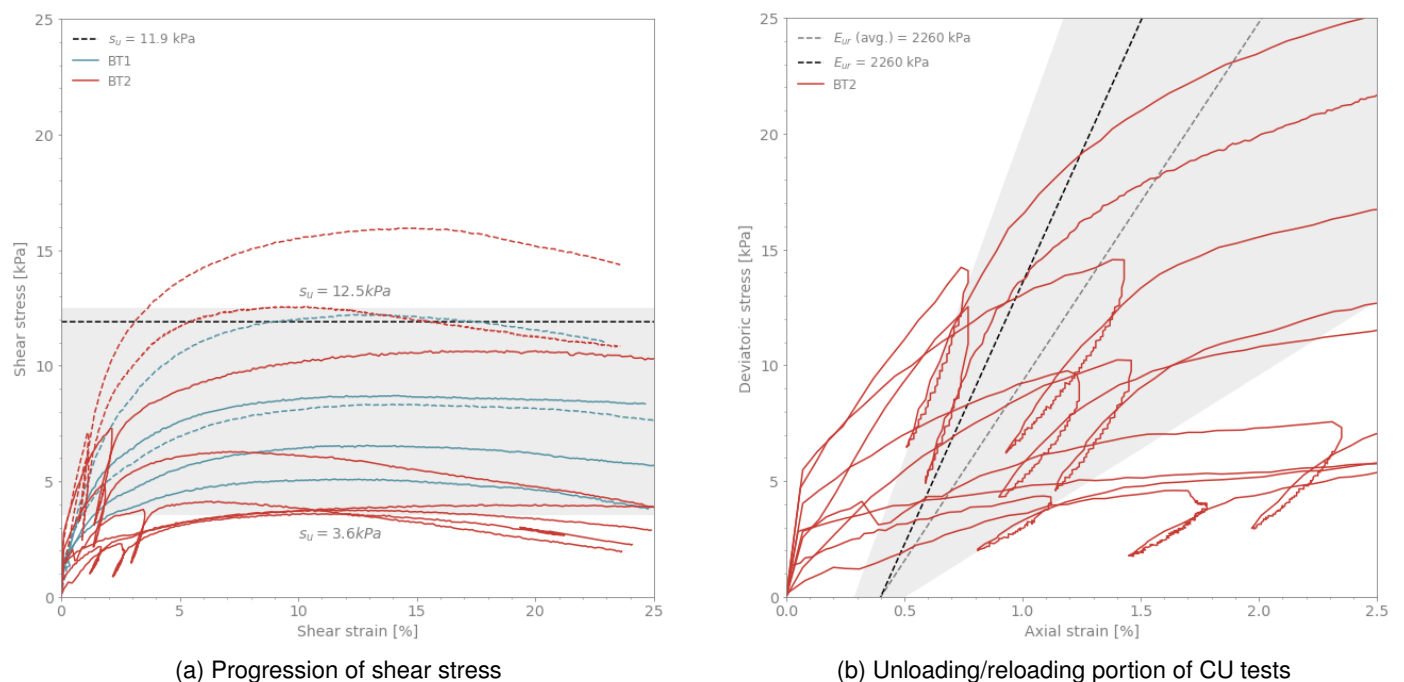 25
20
15
10
5
0
0
5
10
15
20
25
Shear stress [kPa]
Shear strain [%]
s_u = 11.9 kPa
BT1
BT2
s_u = 12.5kPa
s_u = 3.6kPa
(a) Progression of shear stress
25
20
15
10
5
0
0.0
0.5
1.0
1.5
2.0
2.5
Deviatoric stress [kPa]
Axial strain [%]
E_ur (avg.) = 2260 kPa
E_ur = 2260 kPa
BT2
(b) Unloading/reloading portion of CU tests